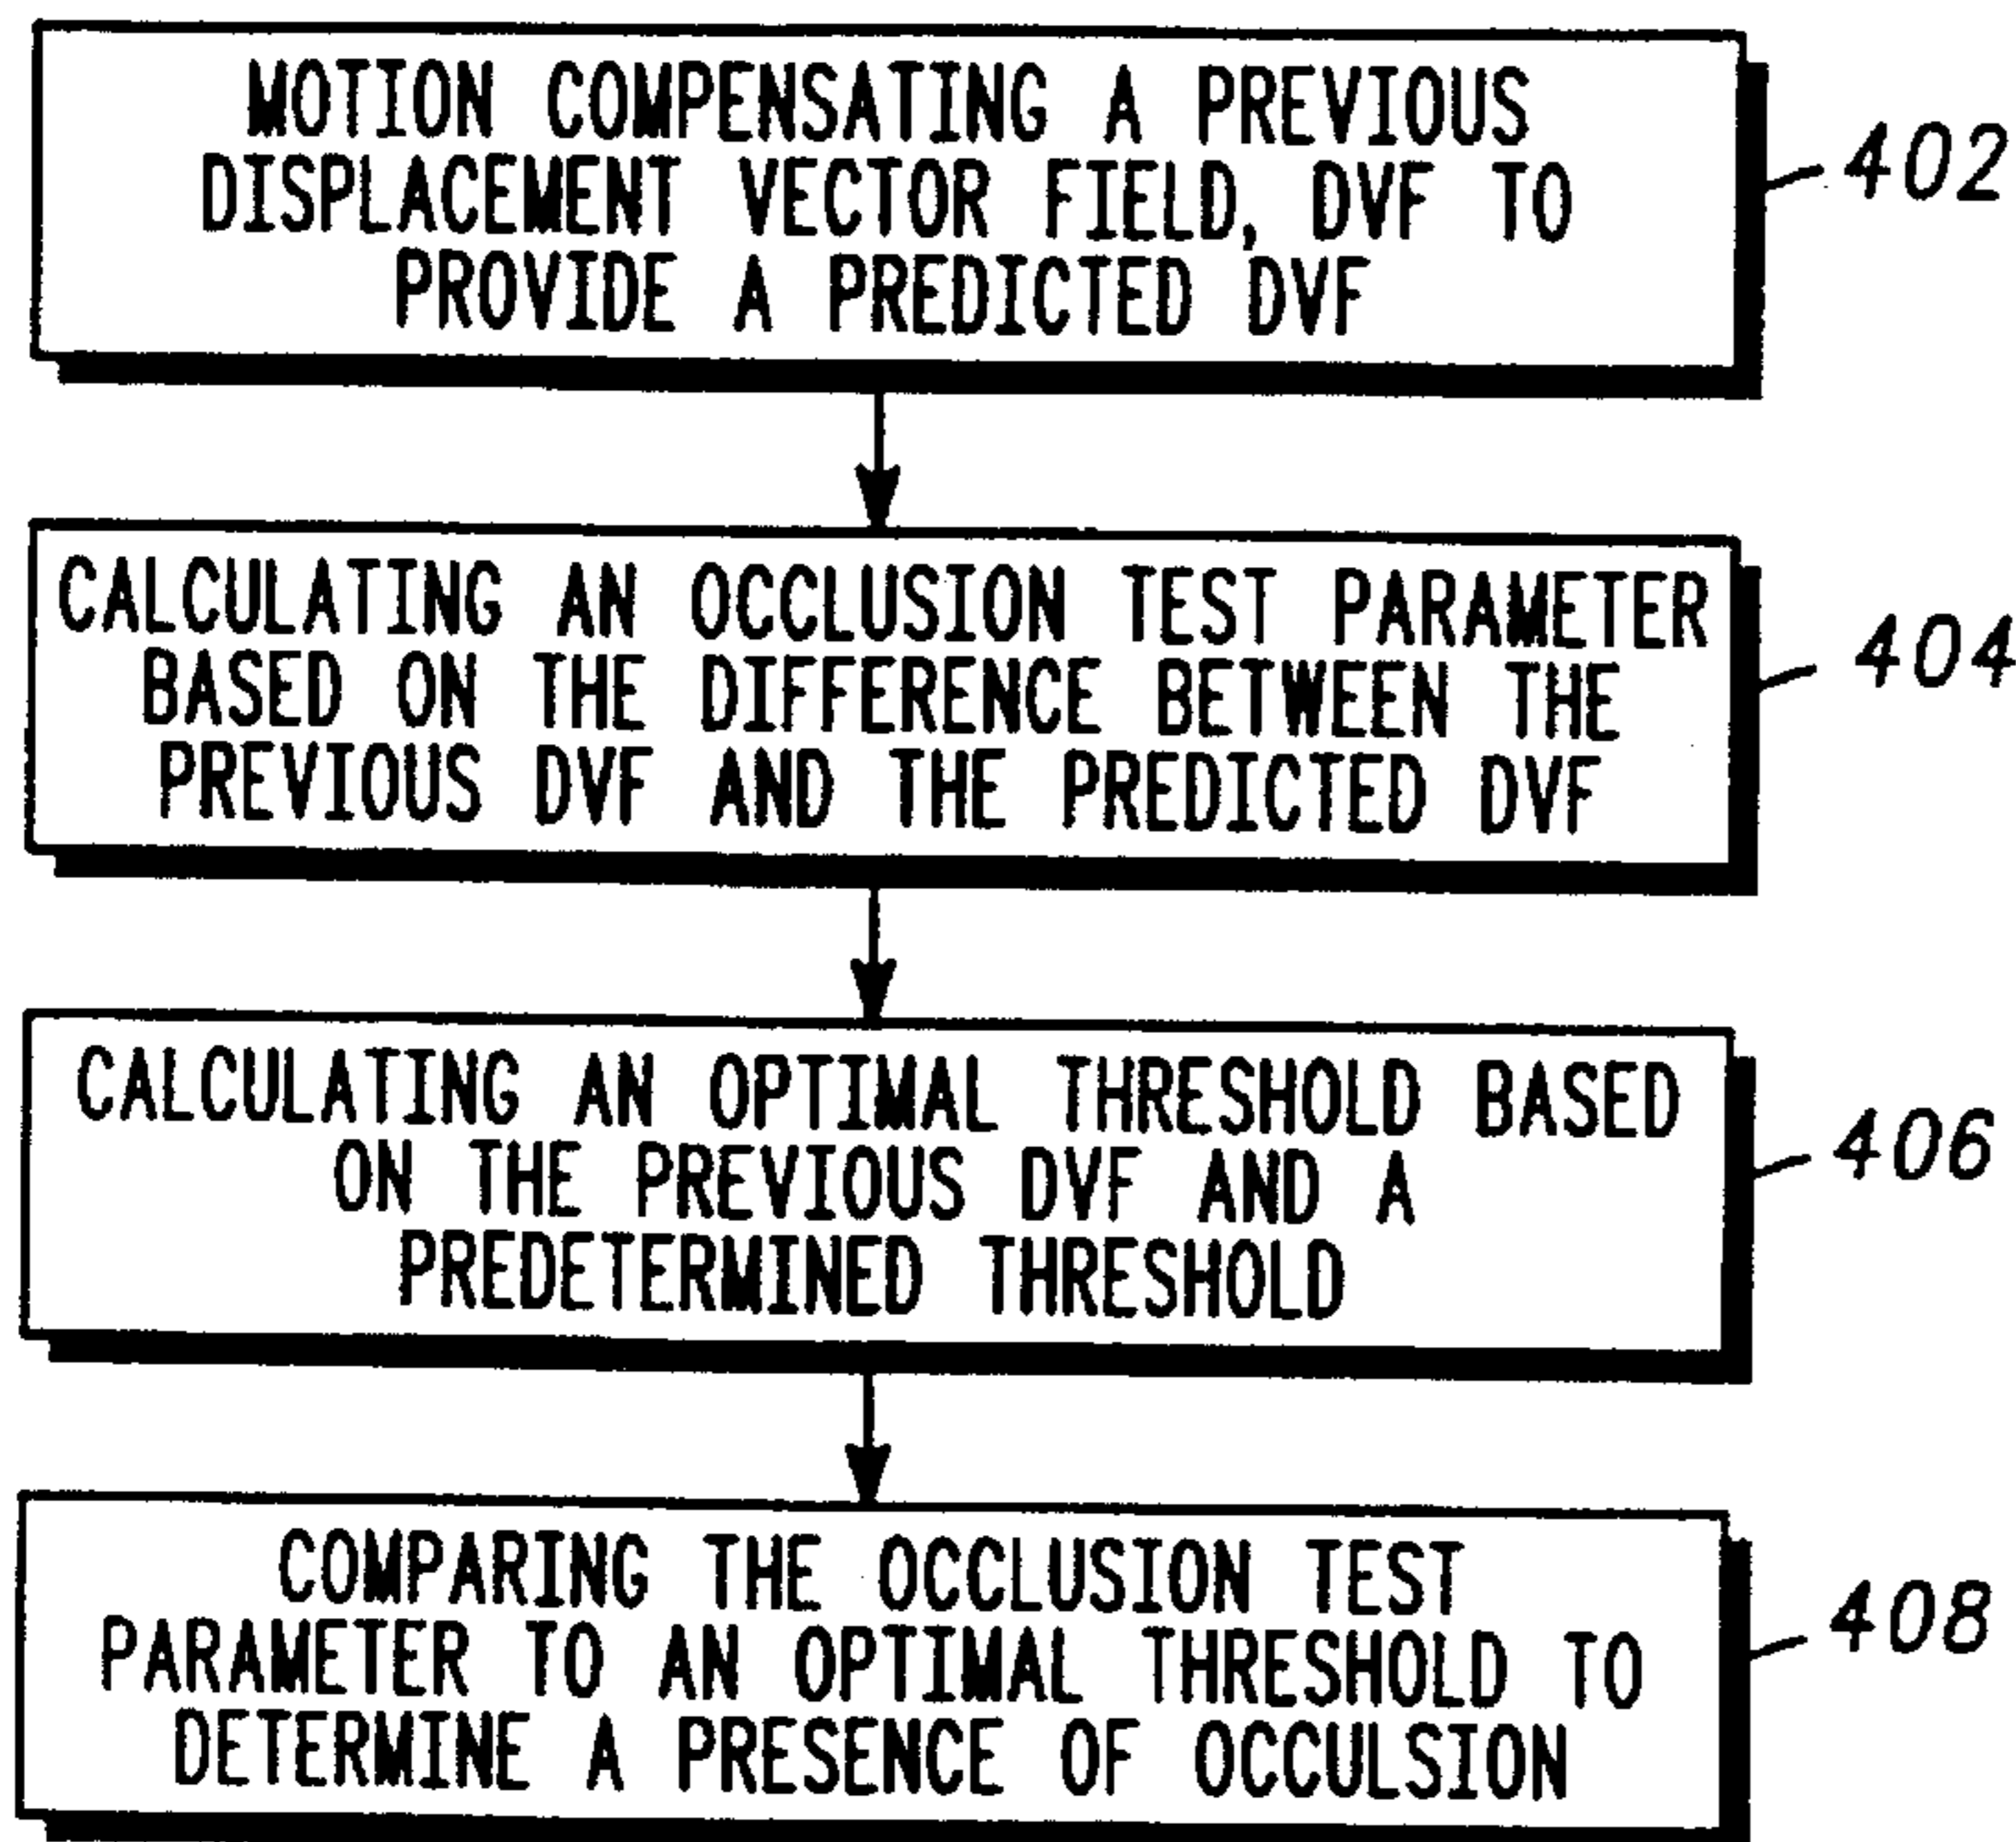 MOTION COMPENSATING A PREVIOUS
DISPLACEMENT VECTOR FIELD, DVF TO
PROVIDE A PREDICTED DVF
402
CALCULATING AN OCCLUSION TEST PARAMETER
BASED ON THE DIFFERENCE BETWEEN THE
PREVIOUS DVF AND THE PREDICTED DVF
404
CALCULATING AN OPTIMAL THRESHOLD BASED
ON THE PREVIOUS DVF AND A
PREDETERMINED THRESHOLD
406
COMPARING THE OCCLUSION TEST
PARAMETER TO AN OPTIMAL THRESHOLD TO
DETERMINE A PRESENCE OF OCCULSION
408